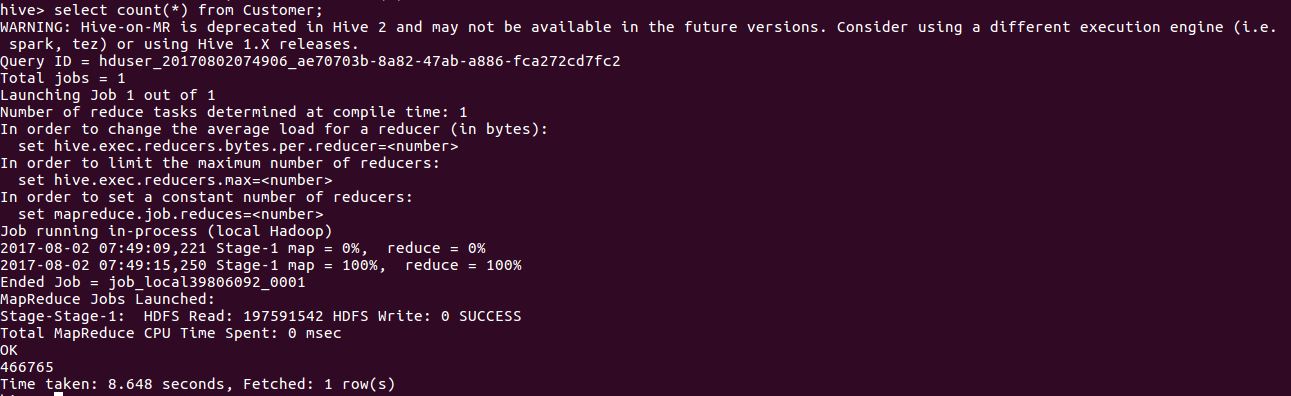 hive> select count(*) from Customer;
WARNING: Hive-on-MR is deprecated in Hive 2 and may not be available in the future versions. Consider using a different execution engine (i.e.
 spark, tez) or using Hive 1.X releases.
Query ID = hduser_20170802074906_ae70703b-8a82-47ab-a886-fca272cd7fc2
Total jobs = 1
Launching Job 1 out of 1
Number of reduce tasks determined at compile time: 1
In order to change the average load for a reducer (in bytes):
  set hive.exec.reducers.bytes.per.reducer=<number>
In order to limit the maximum number of reducers:
  set hive.exec.reducers.max=<number>
In order to set a constant number of reducers:
  set mapreduce.job.reduces=<number>
Job running in-process (local Hadoop)
2017-08-02 07:49:09,221 Stage-1 map = 0%,  reduce = 0%
2017-08-02 07:49:15,250 Stage-1 map = 100%,  reduce = 100%
Ended Job = job_local39806092_0001
MapReduce Jobs Launched:
Stage-Stage-1:  HDFS Read: 197591542 HDFS Write: 0 SUCCESS
Total MapReduce CPU Time Spent: 0 msec
OK
466765
Time taken: 8.648 seconds, Fetched: 1 row(s)